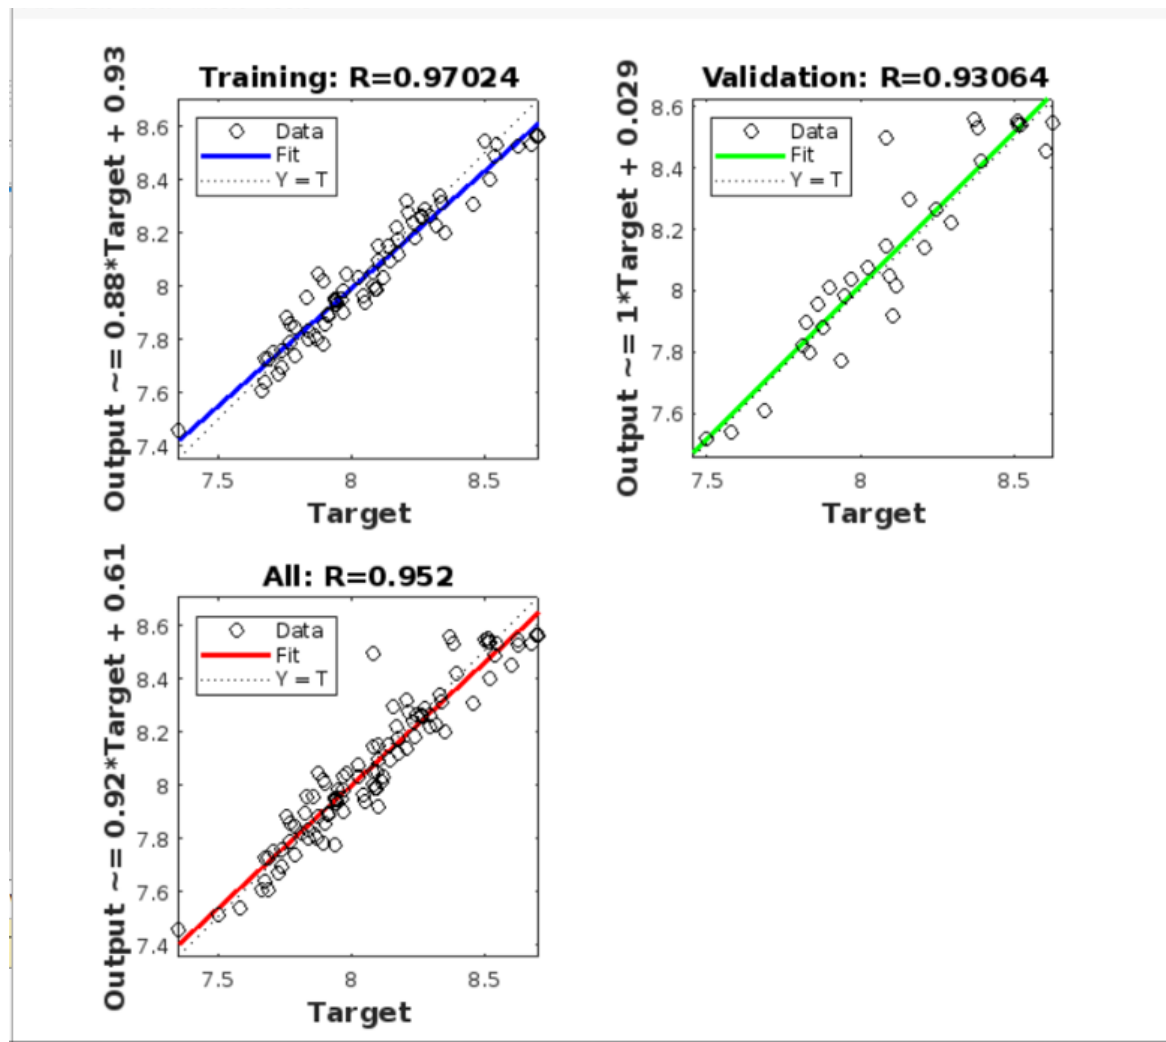 Training: R=0.97024
Output ~= 0.88*Target + 0.93
Data
Fit
Y = T
8.6
8.4
8.2
8
7.8
7.6
7.4
7.5
8
8.5
Target
Validation: R=0.93064
Output ~= 1*Target + 0.029
Data
Fit
Y = T
8.6
8.4
8.2
8
7.8
7.6
7.5
8
8.5
Target
All: R=0.952
Output ~= 0.92*Target + 0.61
Data
Fit
Y = T
8.6
8.4
8.2
8
7.8
7.6
7.4
7.5
8
8.5
Target